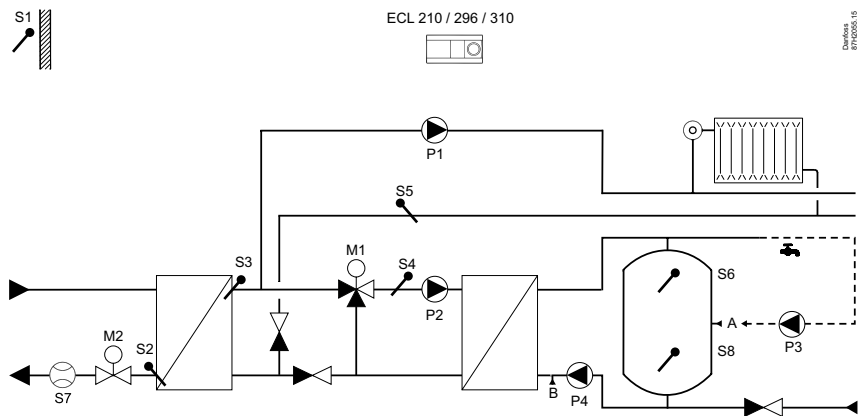 S1
ECL 210 / 296 / 310
Danfoss
87H2055.15
P1
S5
S3
M1
S4
S6
P2
A
P3
M2
S2
S8
S7
B
P4